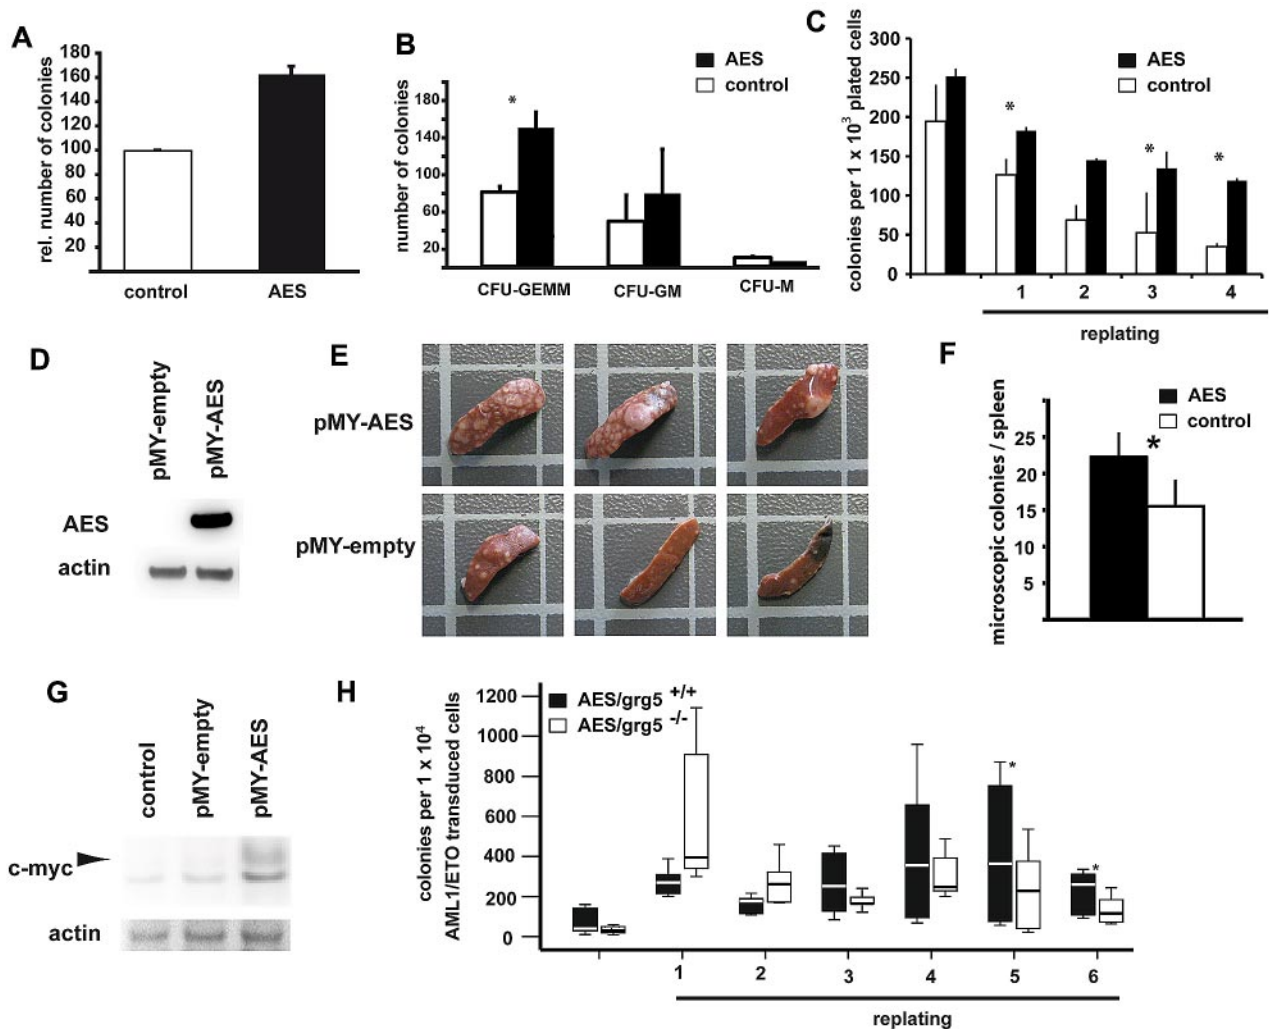 A
rel. number of colonies
180
160
140
120
100
80
60
40
20
control
AES
B
number of colonies
180
140
100
60
20
*
AES
control
CFU-GEMM
CFU-GM
CFU-M
C
colonies per 1 x 10³ plated cells
300
250
200
150
100
50
0
*
*
*
AES
control
1
2
3
4
replating
D
pMY-empty
pMY-AES
AES
actin
E
pMY-AES
pMY-empty
F
microscopic colonies / spleen
25
20
15
10
5
*
AES
control
G
control
pMY-empty
pMY-AES
c-myc
actin
H
colonies per 1 x 10⁴
AML1/ETO transduced cells
1200
1000
800
600
400
200
0
AES/grg5 +/+
AES/grg5 -/-
*
*
1
2
3
4
5
6
replating